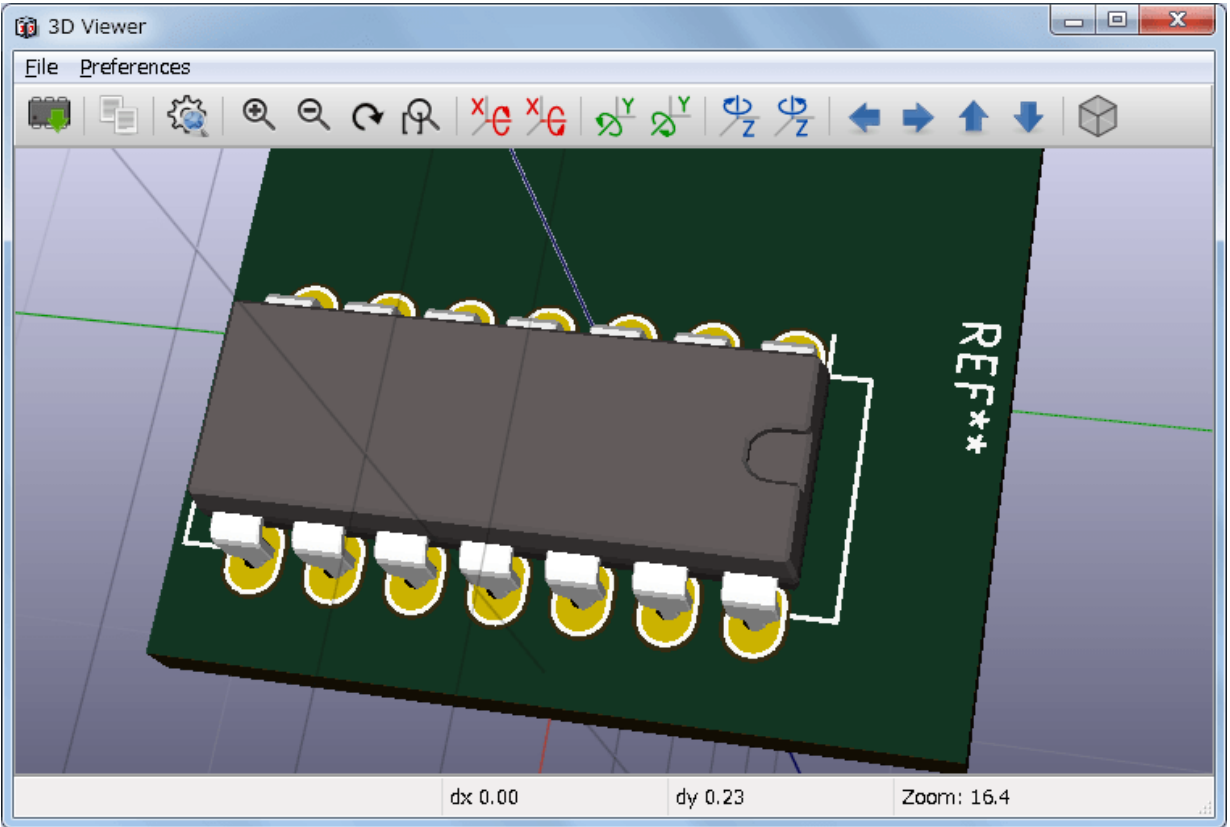 3D Viewer
File Preferences
X X Y Y Z Z
REF**
dx 0.00 dy 0.23 Zoom: 16.4